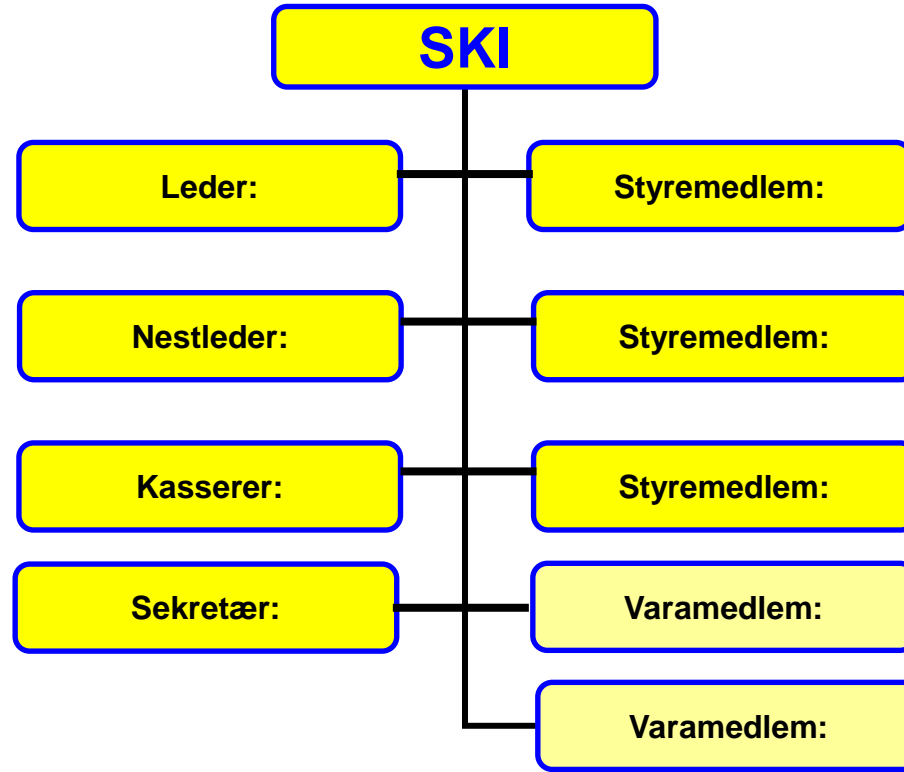 SKI
Leder:
Styremedlem:
Nestleder:
Styremedlem:
Kasserer:
Styremedlem:
Sekretær:
Varamedlem:
Varamedlem: